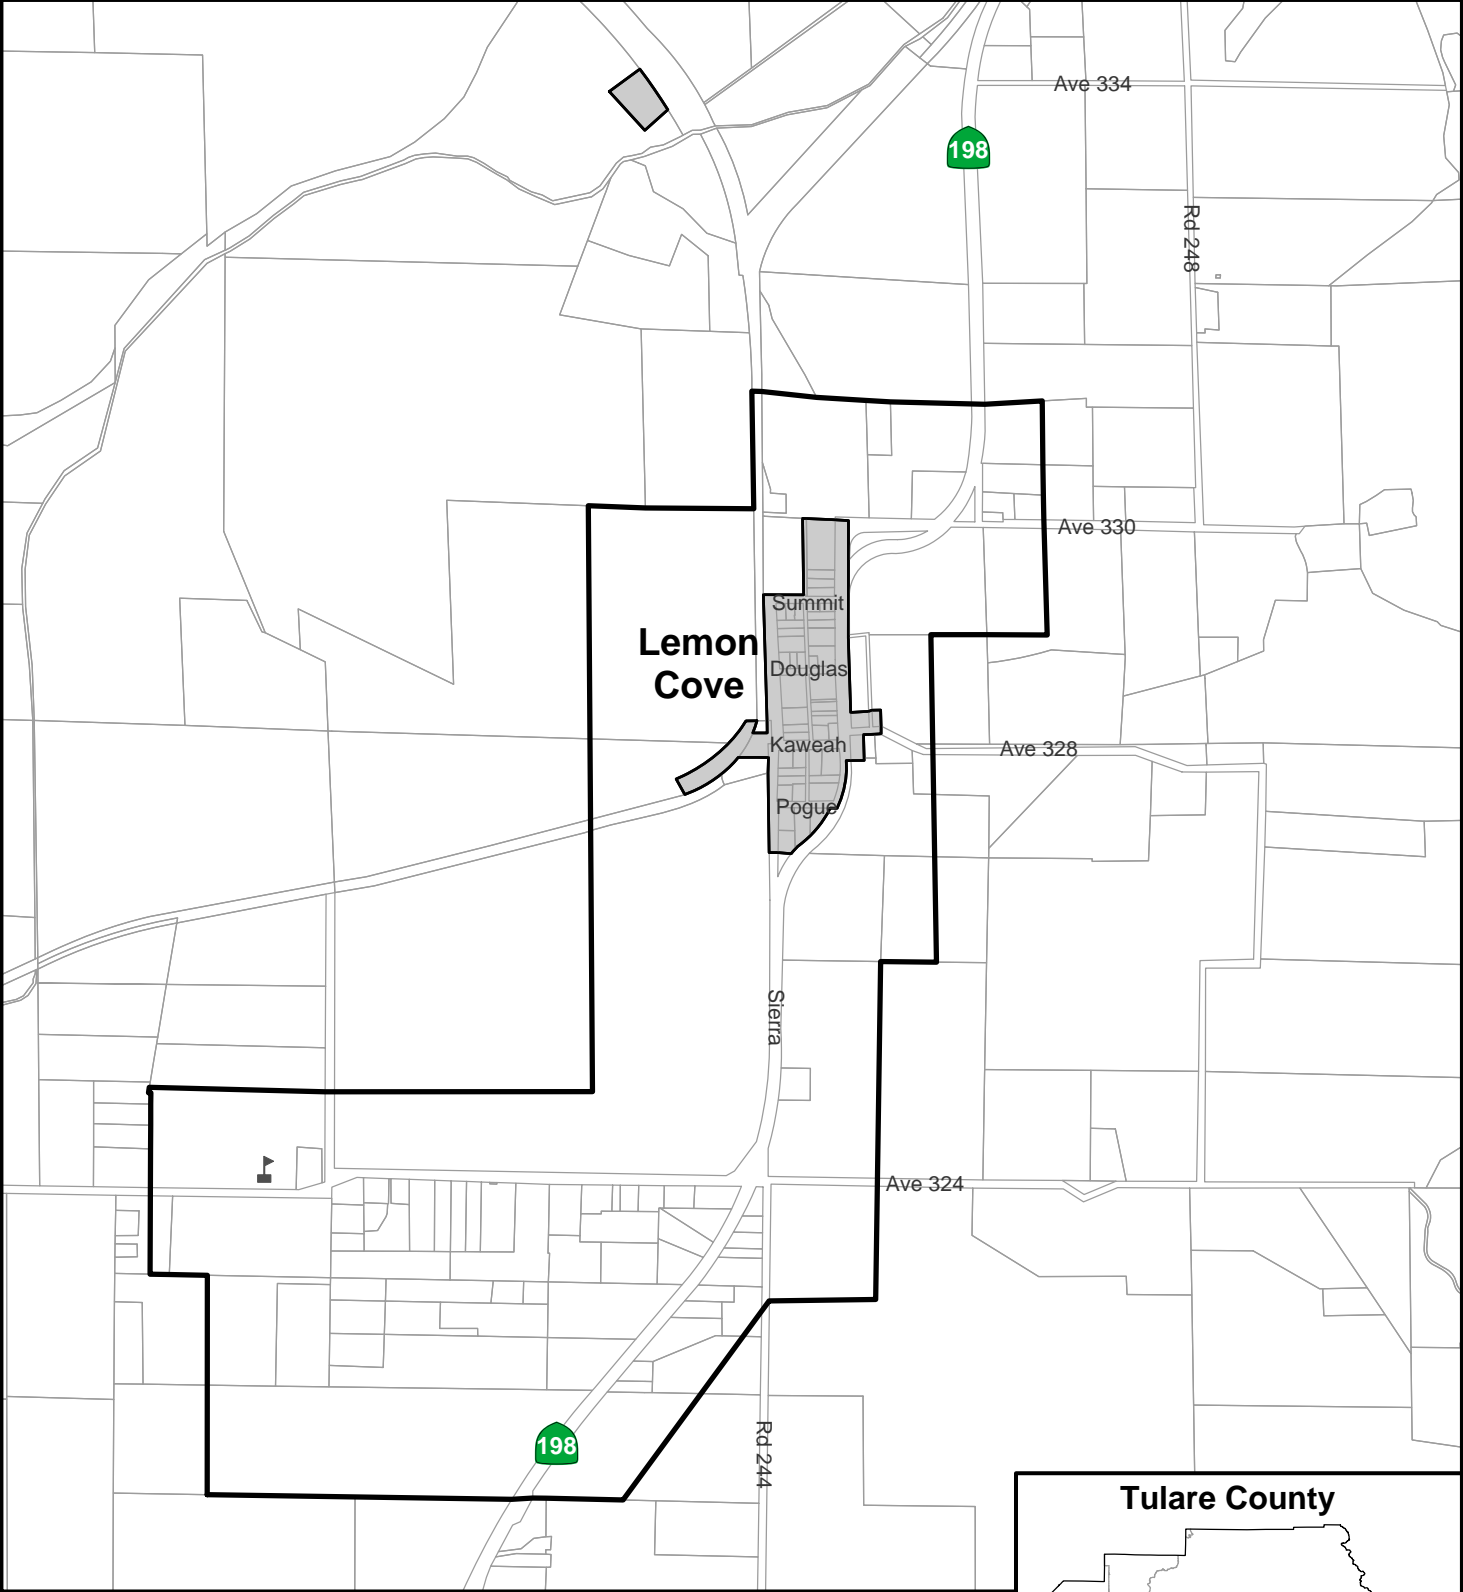 Ave 334
198
Rd 248
Ave 330
Summit
Lemon
Cove
Douglas
Kaweah
Ave 328
Pogue
Sierra
Ave 324
198
Rd 244
Tulare County